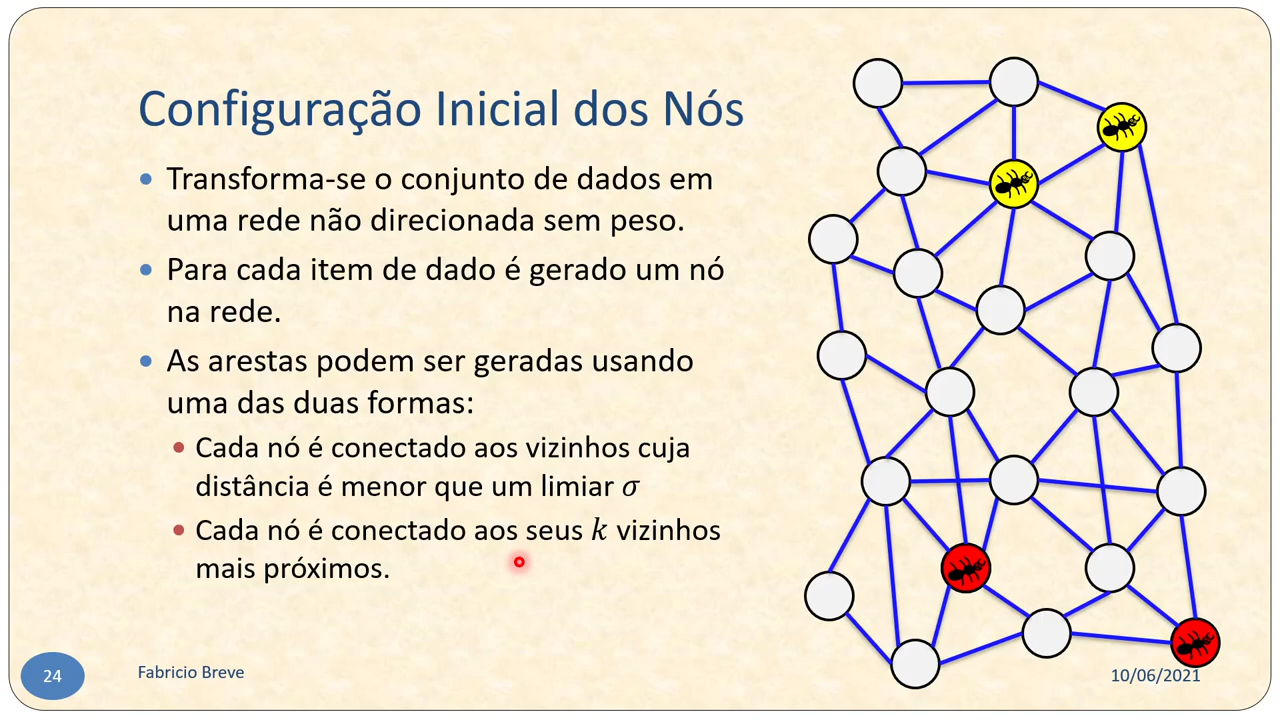 Configuração Inicial dos Nós
• Transforma-se o conjunto de dados em
uma rede não direcionada sem peso.
• Para cada item de dado é gerado um nó
na rede.
• As arestas podem ser geradas usando
uma das duas formas:
• Cada nó é conectado aos vizinhos cuja
distância é menor que um limiar σ
• Cada nó é conectado aos seus k vizinhos
mais próximos.
24
Fabricio Breve
10/06/2021